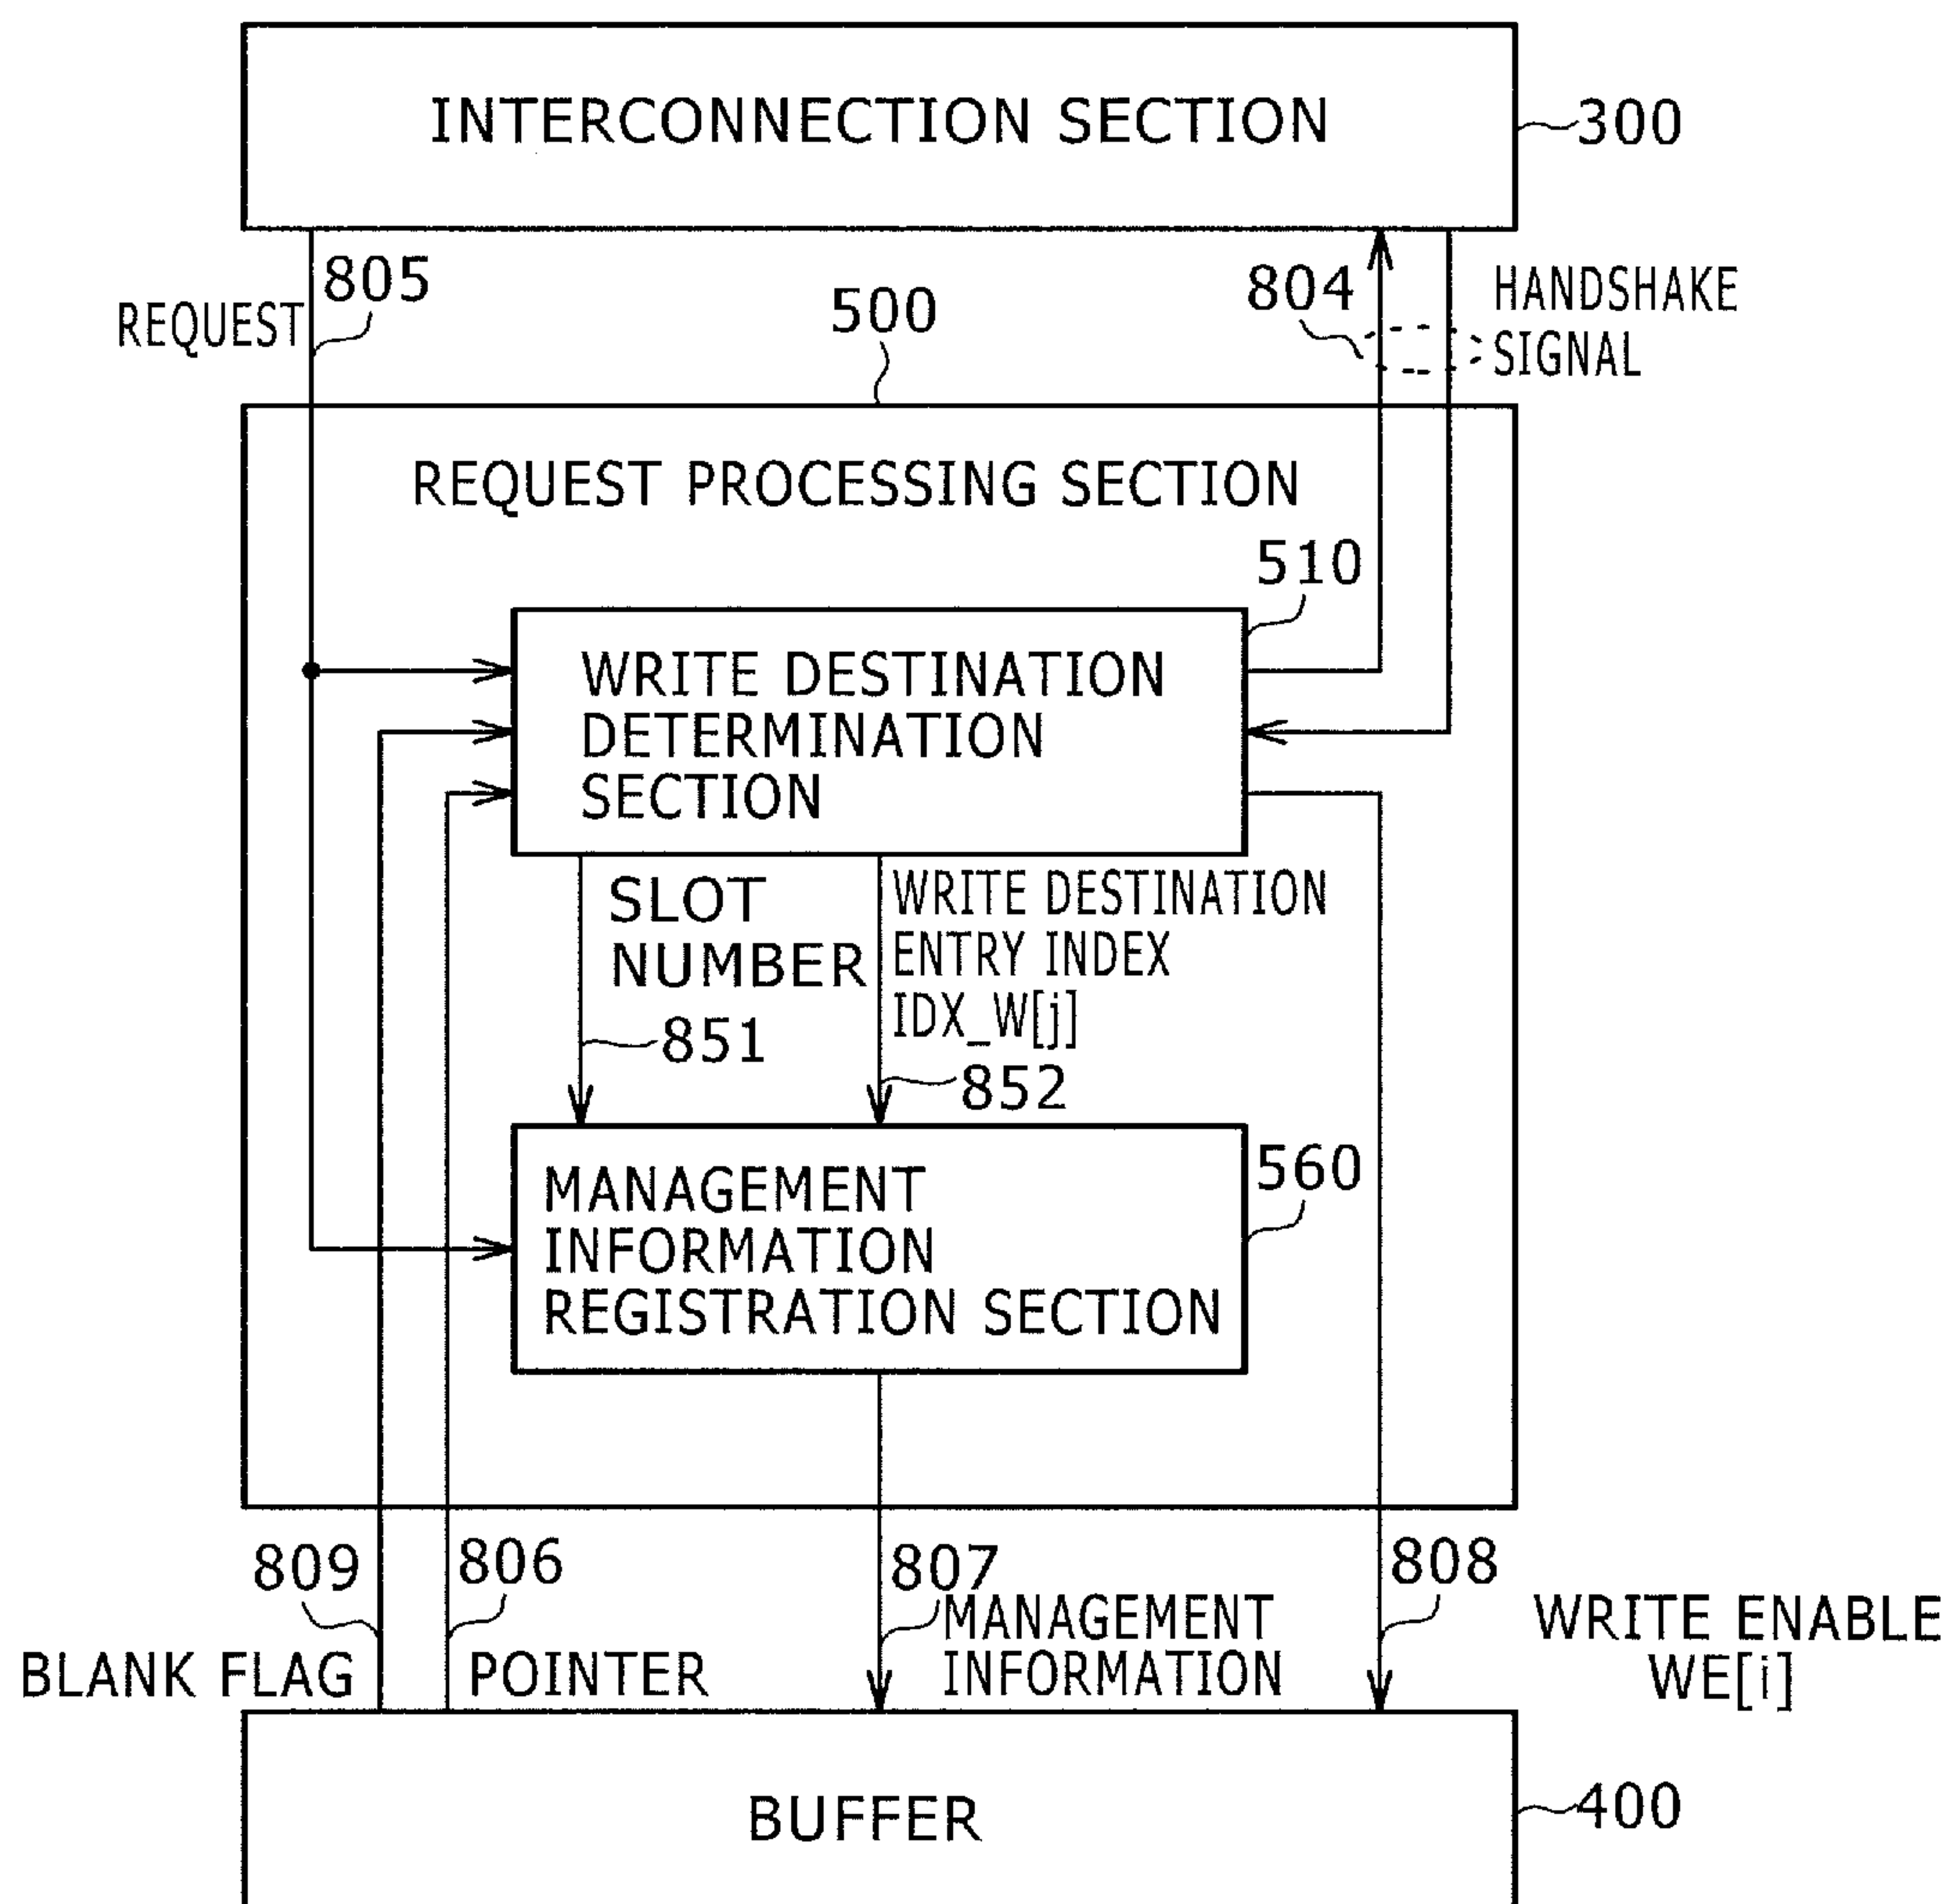 INTERCONNECTION SECTION
300
805
REQUEST
500
804
HANDSHAKE
SIGNAL
REQUEST PROCESSING SECTION
510
WRITE DESTINATION
DETERMINATION
SECTION
SLOT
NUMBER
851
WRITE DESTINATION
ENTRY INDEX
IDX_W[j]
852
560
MANAGEMENT
INFORMATION
REGISTRATION SECTION
809
BLANK FLAG
806
POINTER
807
MANAGEMENT
INFORMATION
808
WRITE ENABLE
WE[i]
BUFFER
400